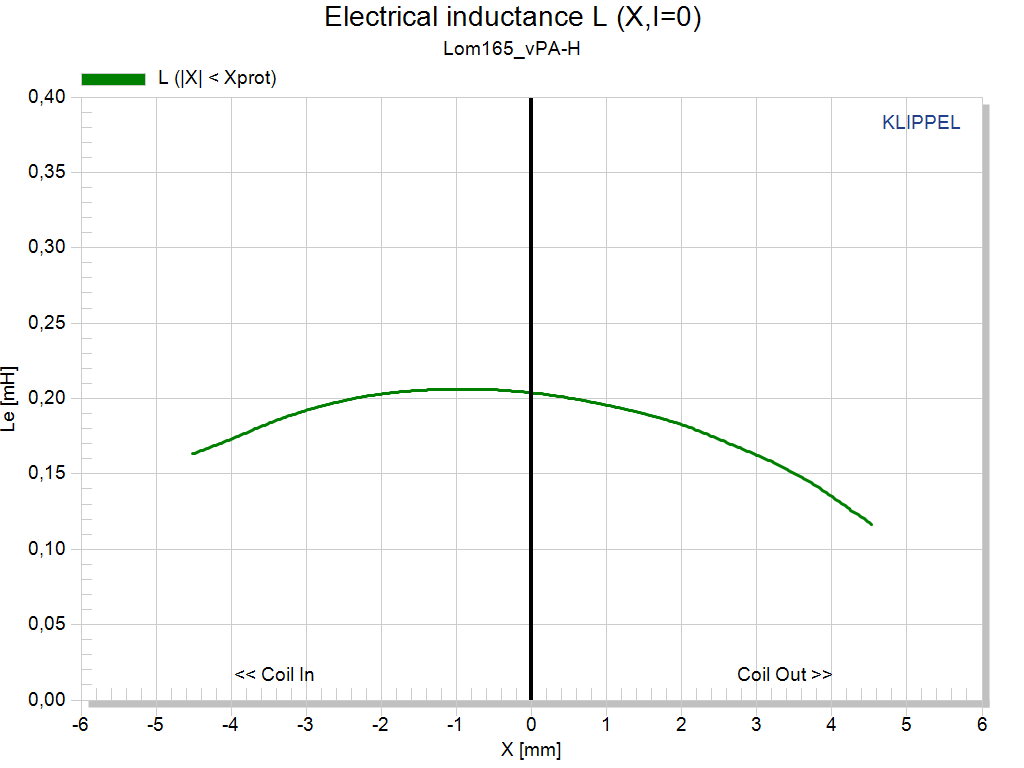 Electrical inductance L (X,I=0)
Lom165_vPA-H
L (|X| < Xprot)
KLIPPEL
0,40
0,35
0,30
0,25
0,20
0,15
0,10
0,05
0,00
Le [mH]
<< Coil In
Coil Out >>
-6 -5 -4 -3 -2 -1 0 1 2 3 4 5 6
X [mm]